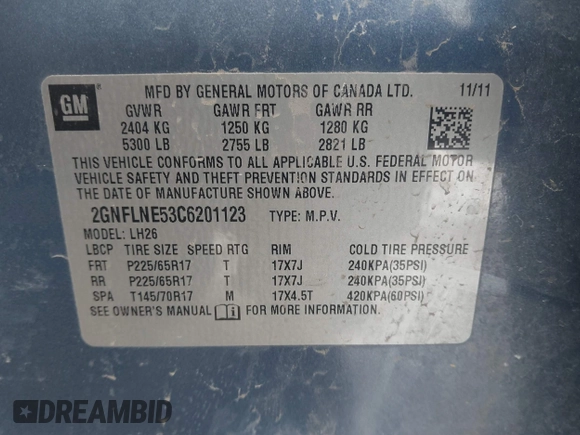 GM
MFD BY GENERAL MOTORS OF CANADA LTD. 11/11
GVWR GAWR FRT GAWR RR
2404 KG 1250 KG 1280 KG
5300 LB 2755 LB 2821 LB
THIS VEHICLE CONFORMS TO ALL APPLICABLE U.S. FEDERAL MOTOR
VEHICLE SAFETY AND THEFT PREVENTION STANDARDS IN EFFECT ON
THE DATE OF MANUFACTURE SHOWN ABOVE.
2GNFLNE53C6201123 TYPE: M.P.V.
MODEL: LH26
LBCP TIRE SIZE SPEED RTG RIM COLD TIRE PRESSURE
FRT P225/65R17 T 17X7J 240KPA(35PSI)
RR P225/65R17 T 17X7J 240KPA(35PSI)
SPA T145/70R17 M 17X4.5T 420KPA(60PSI)
SEE OWNER'S MANUAL FOR MORE INFORMATION.
DREAMBID